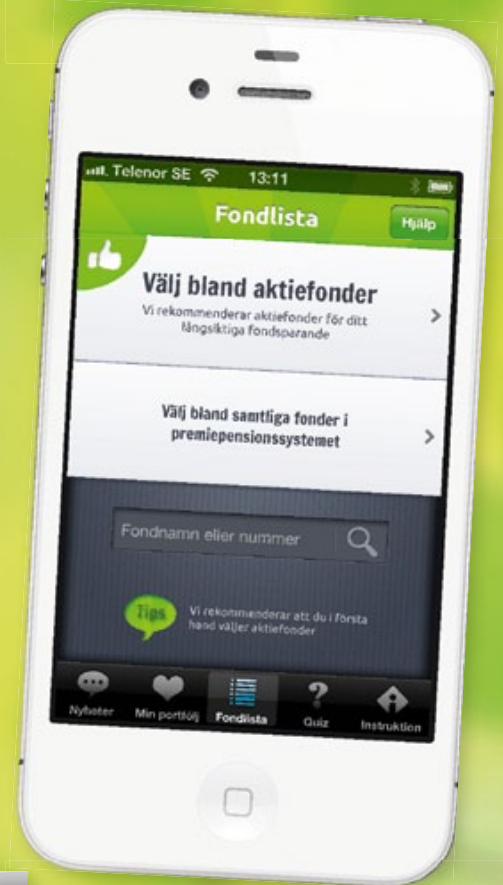 Telenor SE 13:11
Fondlista
Hjälp
Välj bland aktiefonder
Vi rekommenderar aktiefonder för ditt
långsiktiga fondsparande
Välj bland samtliga fonder i
premiepensionssystemet
Fondnamn eller nummer
Tips
Vi rekommenderar att du i första
hand väljer aktiefonder
Nyheter Min portfölj Fondlista Quiz Instruktion